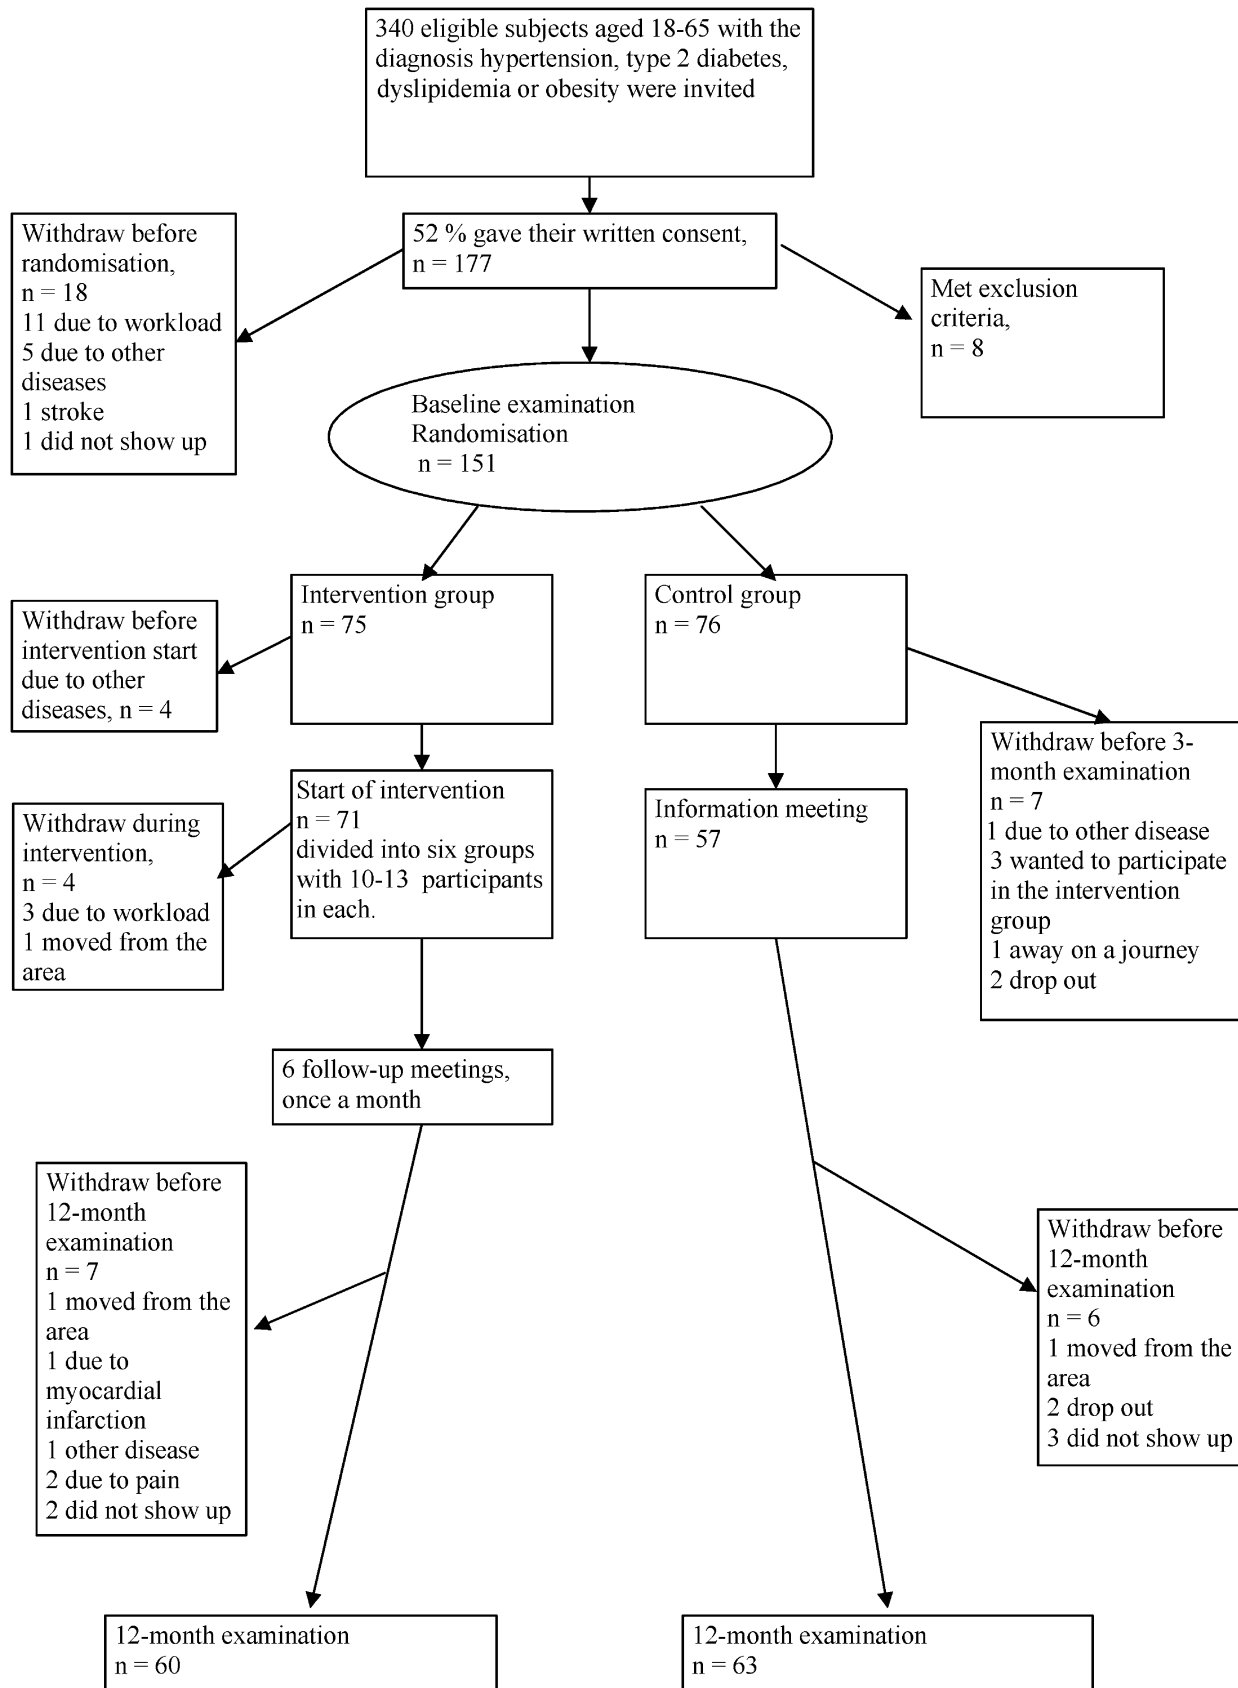 340 eligible subjects aged 18-65 with the
diagnosis hypertension, type 2 diabetes,
dyslipidemia or obesity were invited
52 % gave their written consent,
n = 177
Withdraw before
randomisation,
n = 18
11 due to workload
5 due to other
diseases
1 stroke
1 did not show up
Met exclusion
criteria,
n = 8
Baseline examination
Randomisation
n = 151
Intervention group
n = 75
Control group
n = 76
Withdraw before
intervention start
due to other
diseases, n = 4
Start of intervention
n = 71
divided into six groups
with 10-13 participants
in each.
Information meeting
n = 57
Withdraw before 3-
month examination
n = 7
1 due to other disease
3 wanted to participate
in the intervention
group
1 away on a journey
2 drop out
Withdraw during
intervention,
n = 4
3 due to workload
1 moved from the
area
6 follow-up meetings,
once a month
Withdraw before
12-month
examination
n = 7
1 moved from the
area
1 due to
myocardial
infarction
1 other disease
2 due to pain
2 did not show up
Withdraw before
12-month
examination
n = 6
1 moved from the
area
2 drop out
3 did not show up
12-month examination
n = 60
12-month examination
n = 63